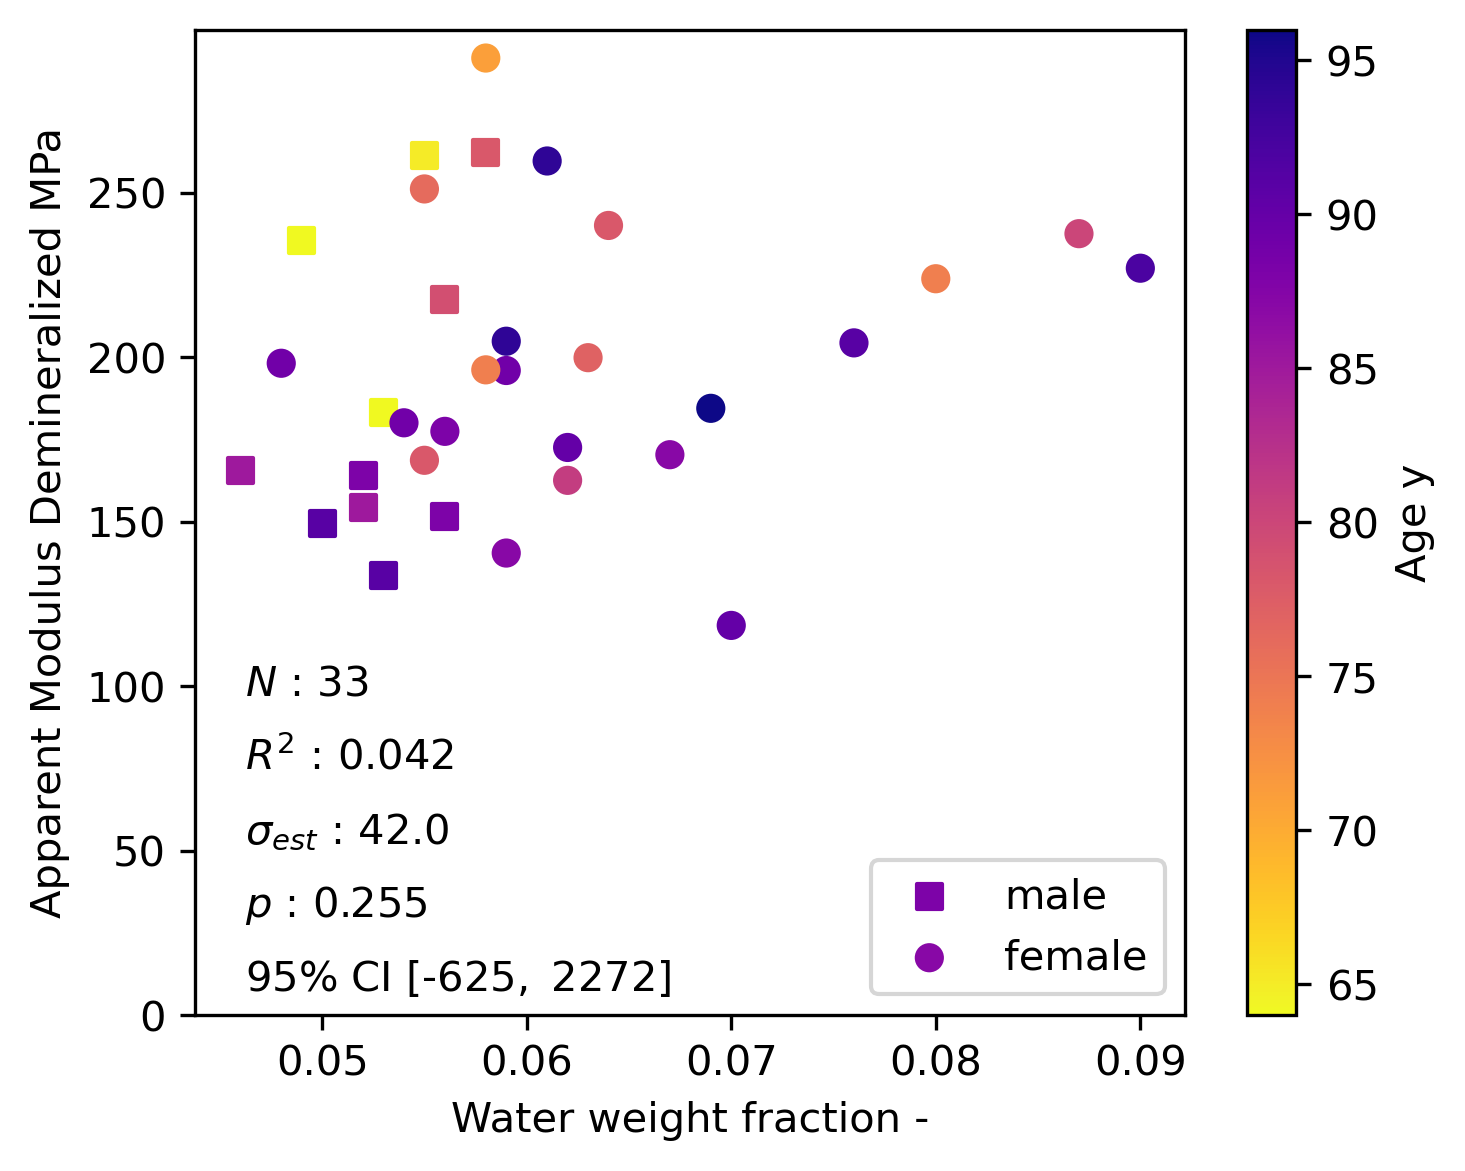 250
200
150
100
50
0
0.05 0.06 0.07 0.08 0.09
Water weight fraction -
Apparent Modulus Demineralized MPa
N : 33
R² : 0.042
σest : 42.0
p : 0.255
95% CI [-625, 2272]
male
female
95
90
85
80
75
70
65
Age y